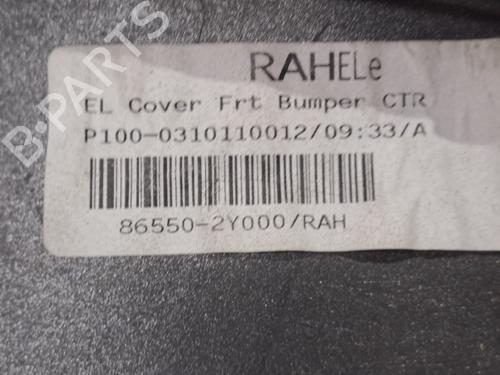 B-PARTS
RAHELe
EL Cover Frt Bumper CTR
P100-0310110012/09:33/A
86550-2Y000/RAH